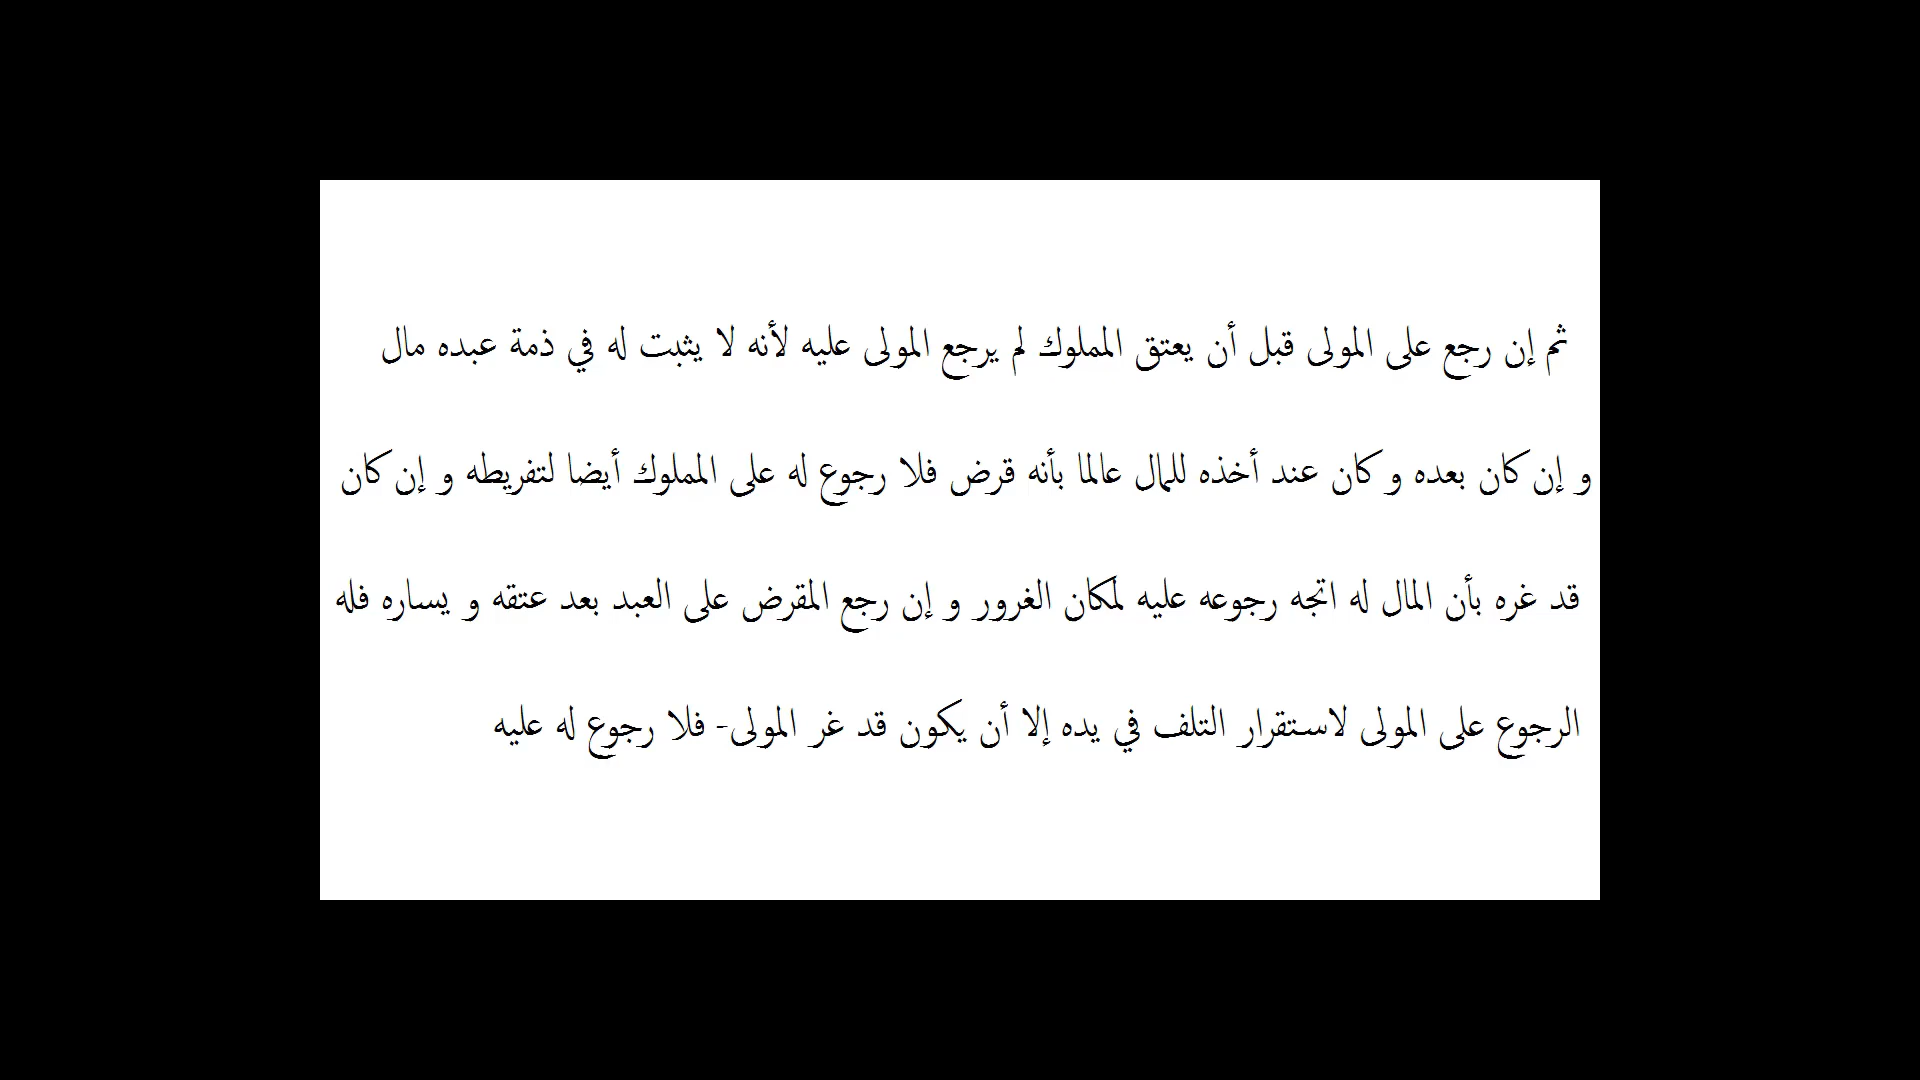 ثم إن رجع على المولى قبل أن يعتق المملوك لم يرجع المولى عليه لأنه لا يثبت له في ذمة عبده مال
و إن كان بعده و كان عند أخذه للمال عالما بأنه قرض فلا رجوع له على المملوك أيضا لتفريطه و إن كان
قد غره بأن المال له اتجه رجوعه عليه لمكان الغرور و إن رجع المقرض على العبد بعد عتقه و يساره فله
الرجوع على المولى لاستقرار التلف في يده إلا أن يكون قد غر المولى- فلا رجوع له عليه